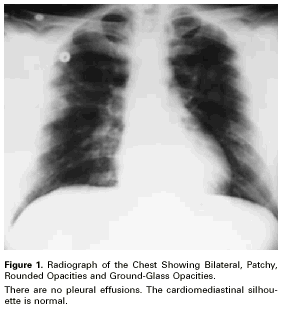 Figure 1. Radiograph of the Chest Showing Bilateral, Patchy,
Rounded Opacities and Ground-Glass Opacities.
There are no pleural effusions. The cardiomediastinal silhou-
ette is normal.